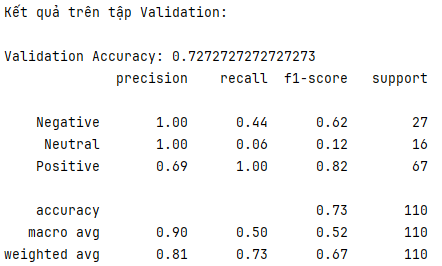 Kết quả trên tập Validation:
Validation Accuracy: 0.7272727272727273
precision recall f1-score support
Negative 1.00 0.44 0.62 27
Neutral 1.00 0.06 0.12 16
Positive 0.69 1.00 0.82 67
accuracy 0.73 110
macro avg 0.90 0.50 0.52 110
weighted avg 0.81 0.73 0.67 110